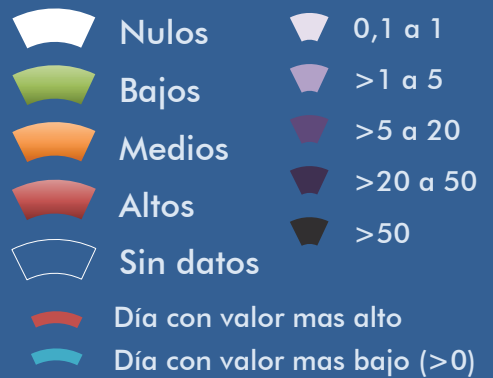 Nulos
Bajos
Medios
Altos
Sin datos
0,1 a 1
>1 a 5
>5 a 20
>20 a 50
>50
Día con valor mas alto
Día con valor mas bajo (>0)